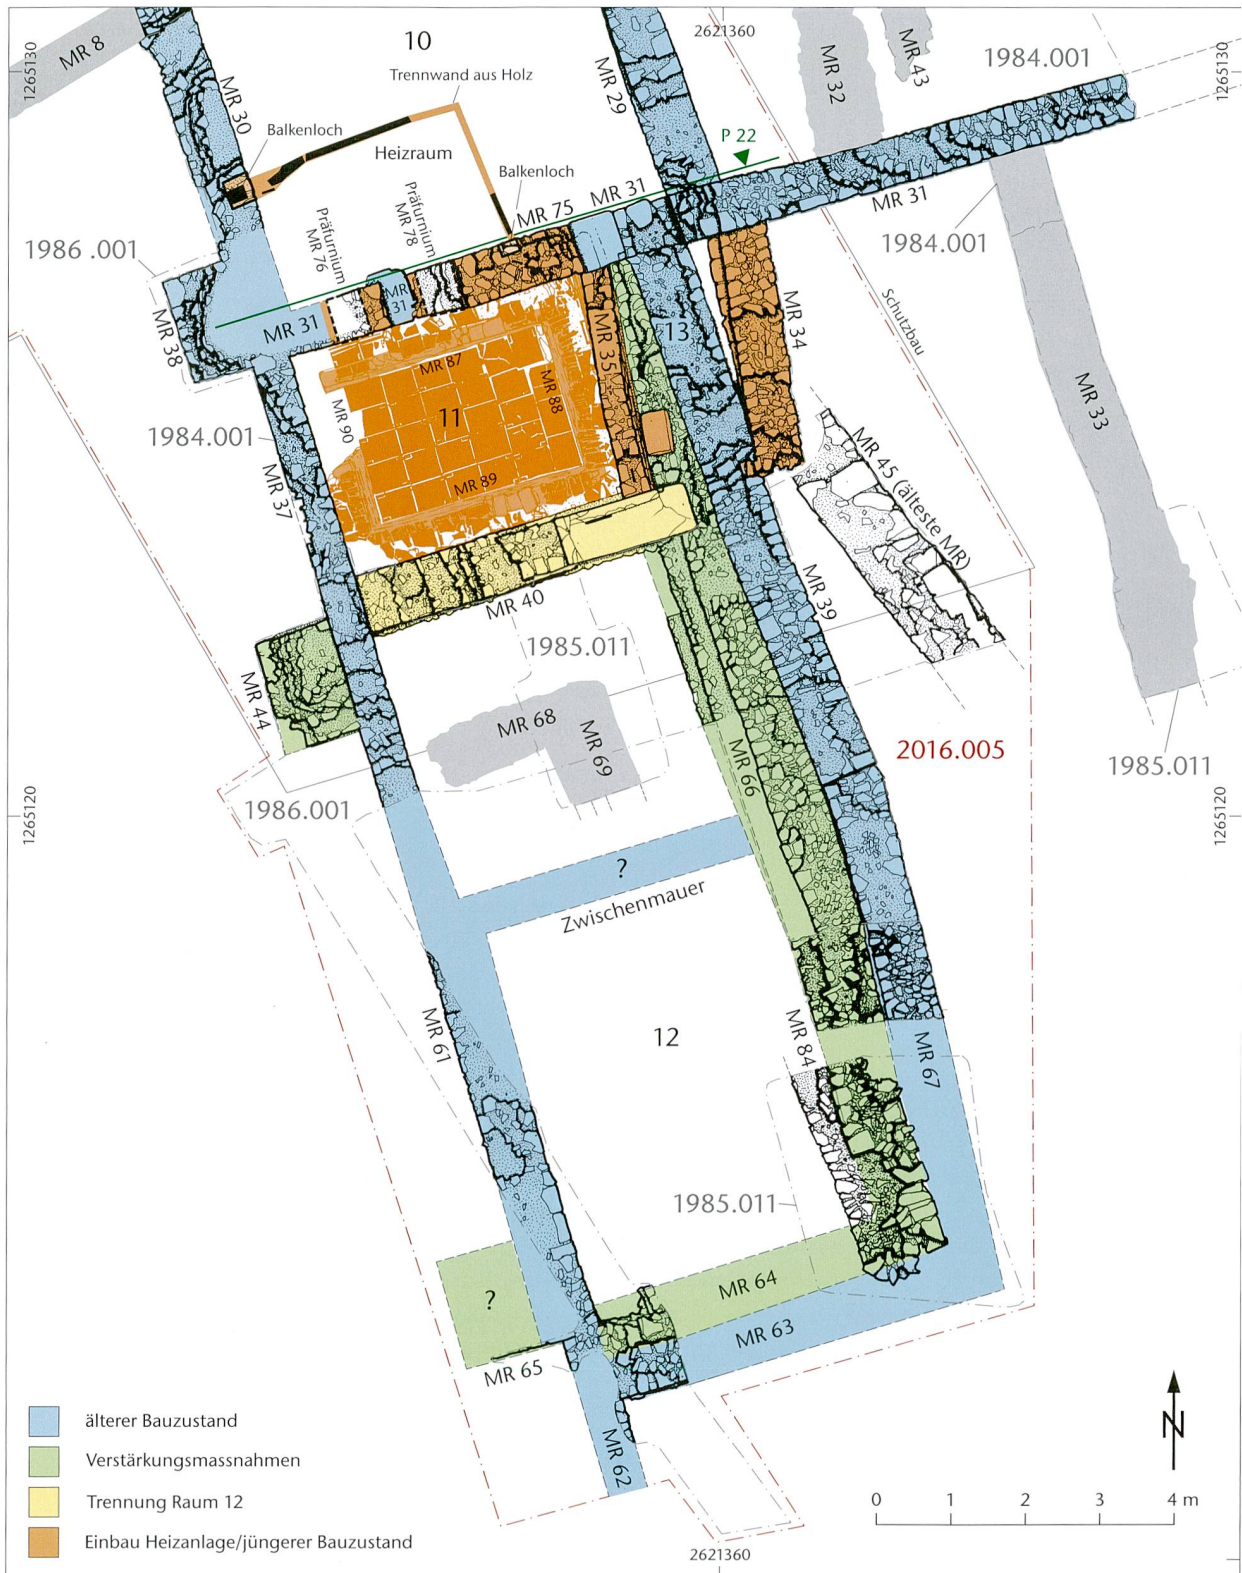 2621360
1265130
1265130
MR 8
10
MR 30
Trennwand aus Holz
Balkenloch
Heizraum
MR 29
MR 32
MR 43
1984.001
P 22
Balkenloch
Präfurnium
MR 76
Präfurnium
MR 78
MR 75
MR 31
MR 31
1984.001
1986 .001
MR 38
MR 31
MR
31
MR 35
13
MR 34
Schutzbau
MR 33
MR 87
MR 88
11
MR 90
MR 89
1984.001
MR 37
MR 45 (älteste MR)
MR 40
MR 39
1985.011
MR 44
MR 68
MR 69
MR 66
2016.005
1985.011
1986.001
1265120
1265120
?
Zwischenmauer
12
MR 61
MR 84
MR 67
1985.011
?
MR 64
MR 63
MR 65
MR 62
älterer Bauzustand
Verstärkungsmassnahmen
Trennung Raum 12
Einbau Heizanlage/jüngerer Bauzustand
N
0 1 2 3 4 m
2621360